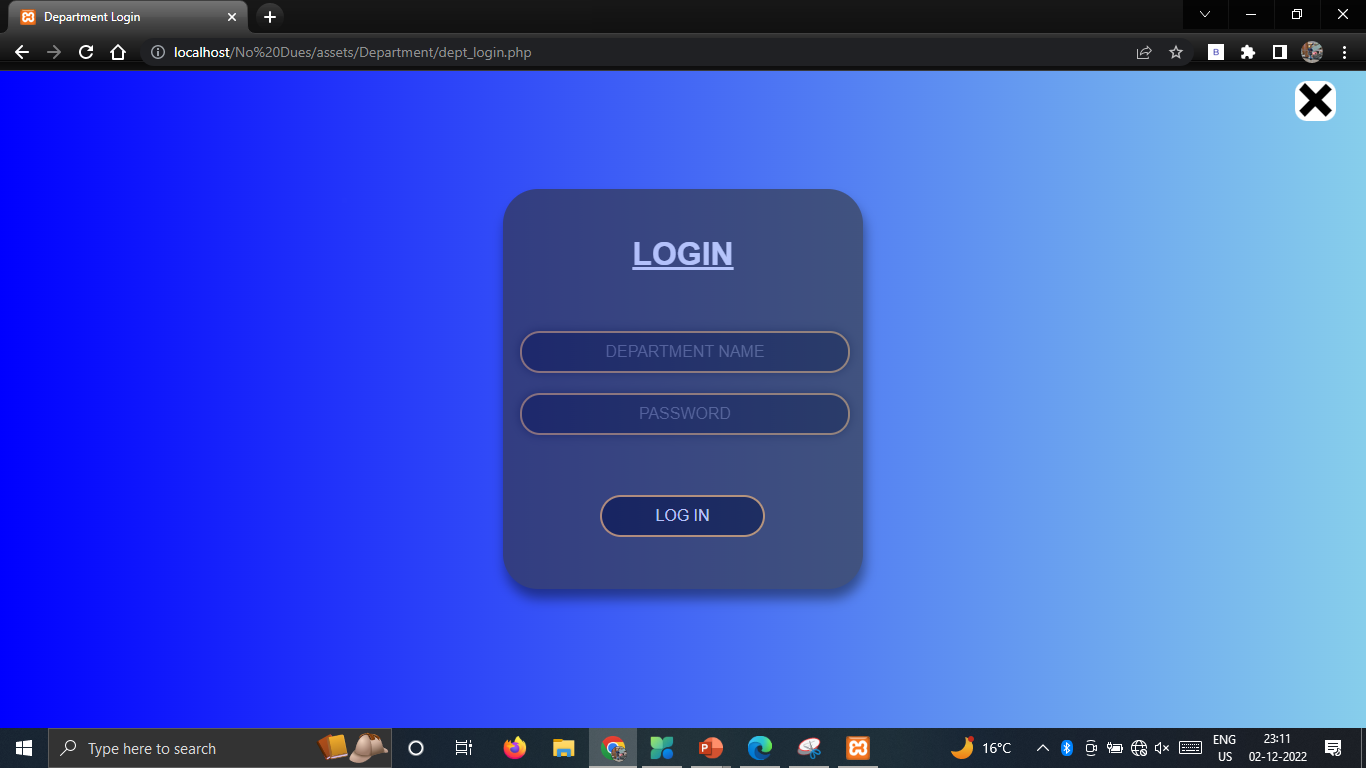 Department Login
localhost/No%20Dues/assets/Department/dept_login.php
B
LOGIN
DEPARTMENT NAME
PASSWORD
LOG IN
Type here to search
P
16°C
ENG
US
23:11
02-12-2022